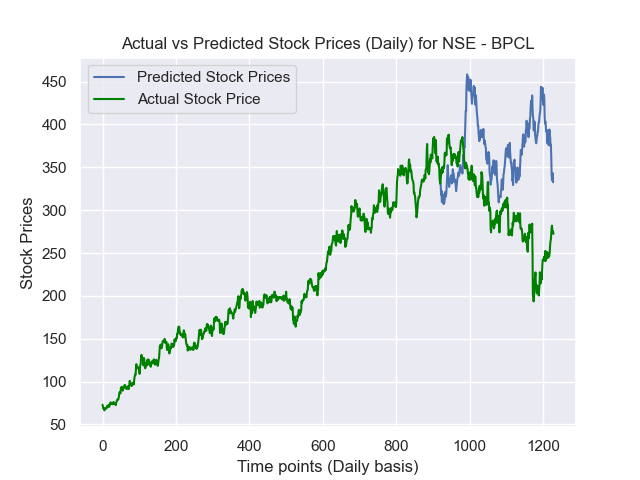 Actual vs Predicted Stock Prices (Daily) for NSE - BPCL
Predicted Stock Prices
Actual Stock Price
450
400
350
300
250
200
150
100
50
Stock Prices
0 200 400 600 800 1000 1200
Time points (Daily basis)